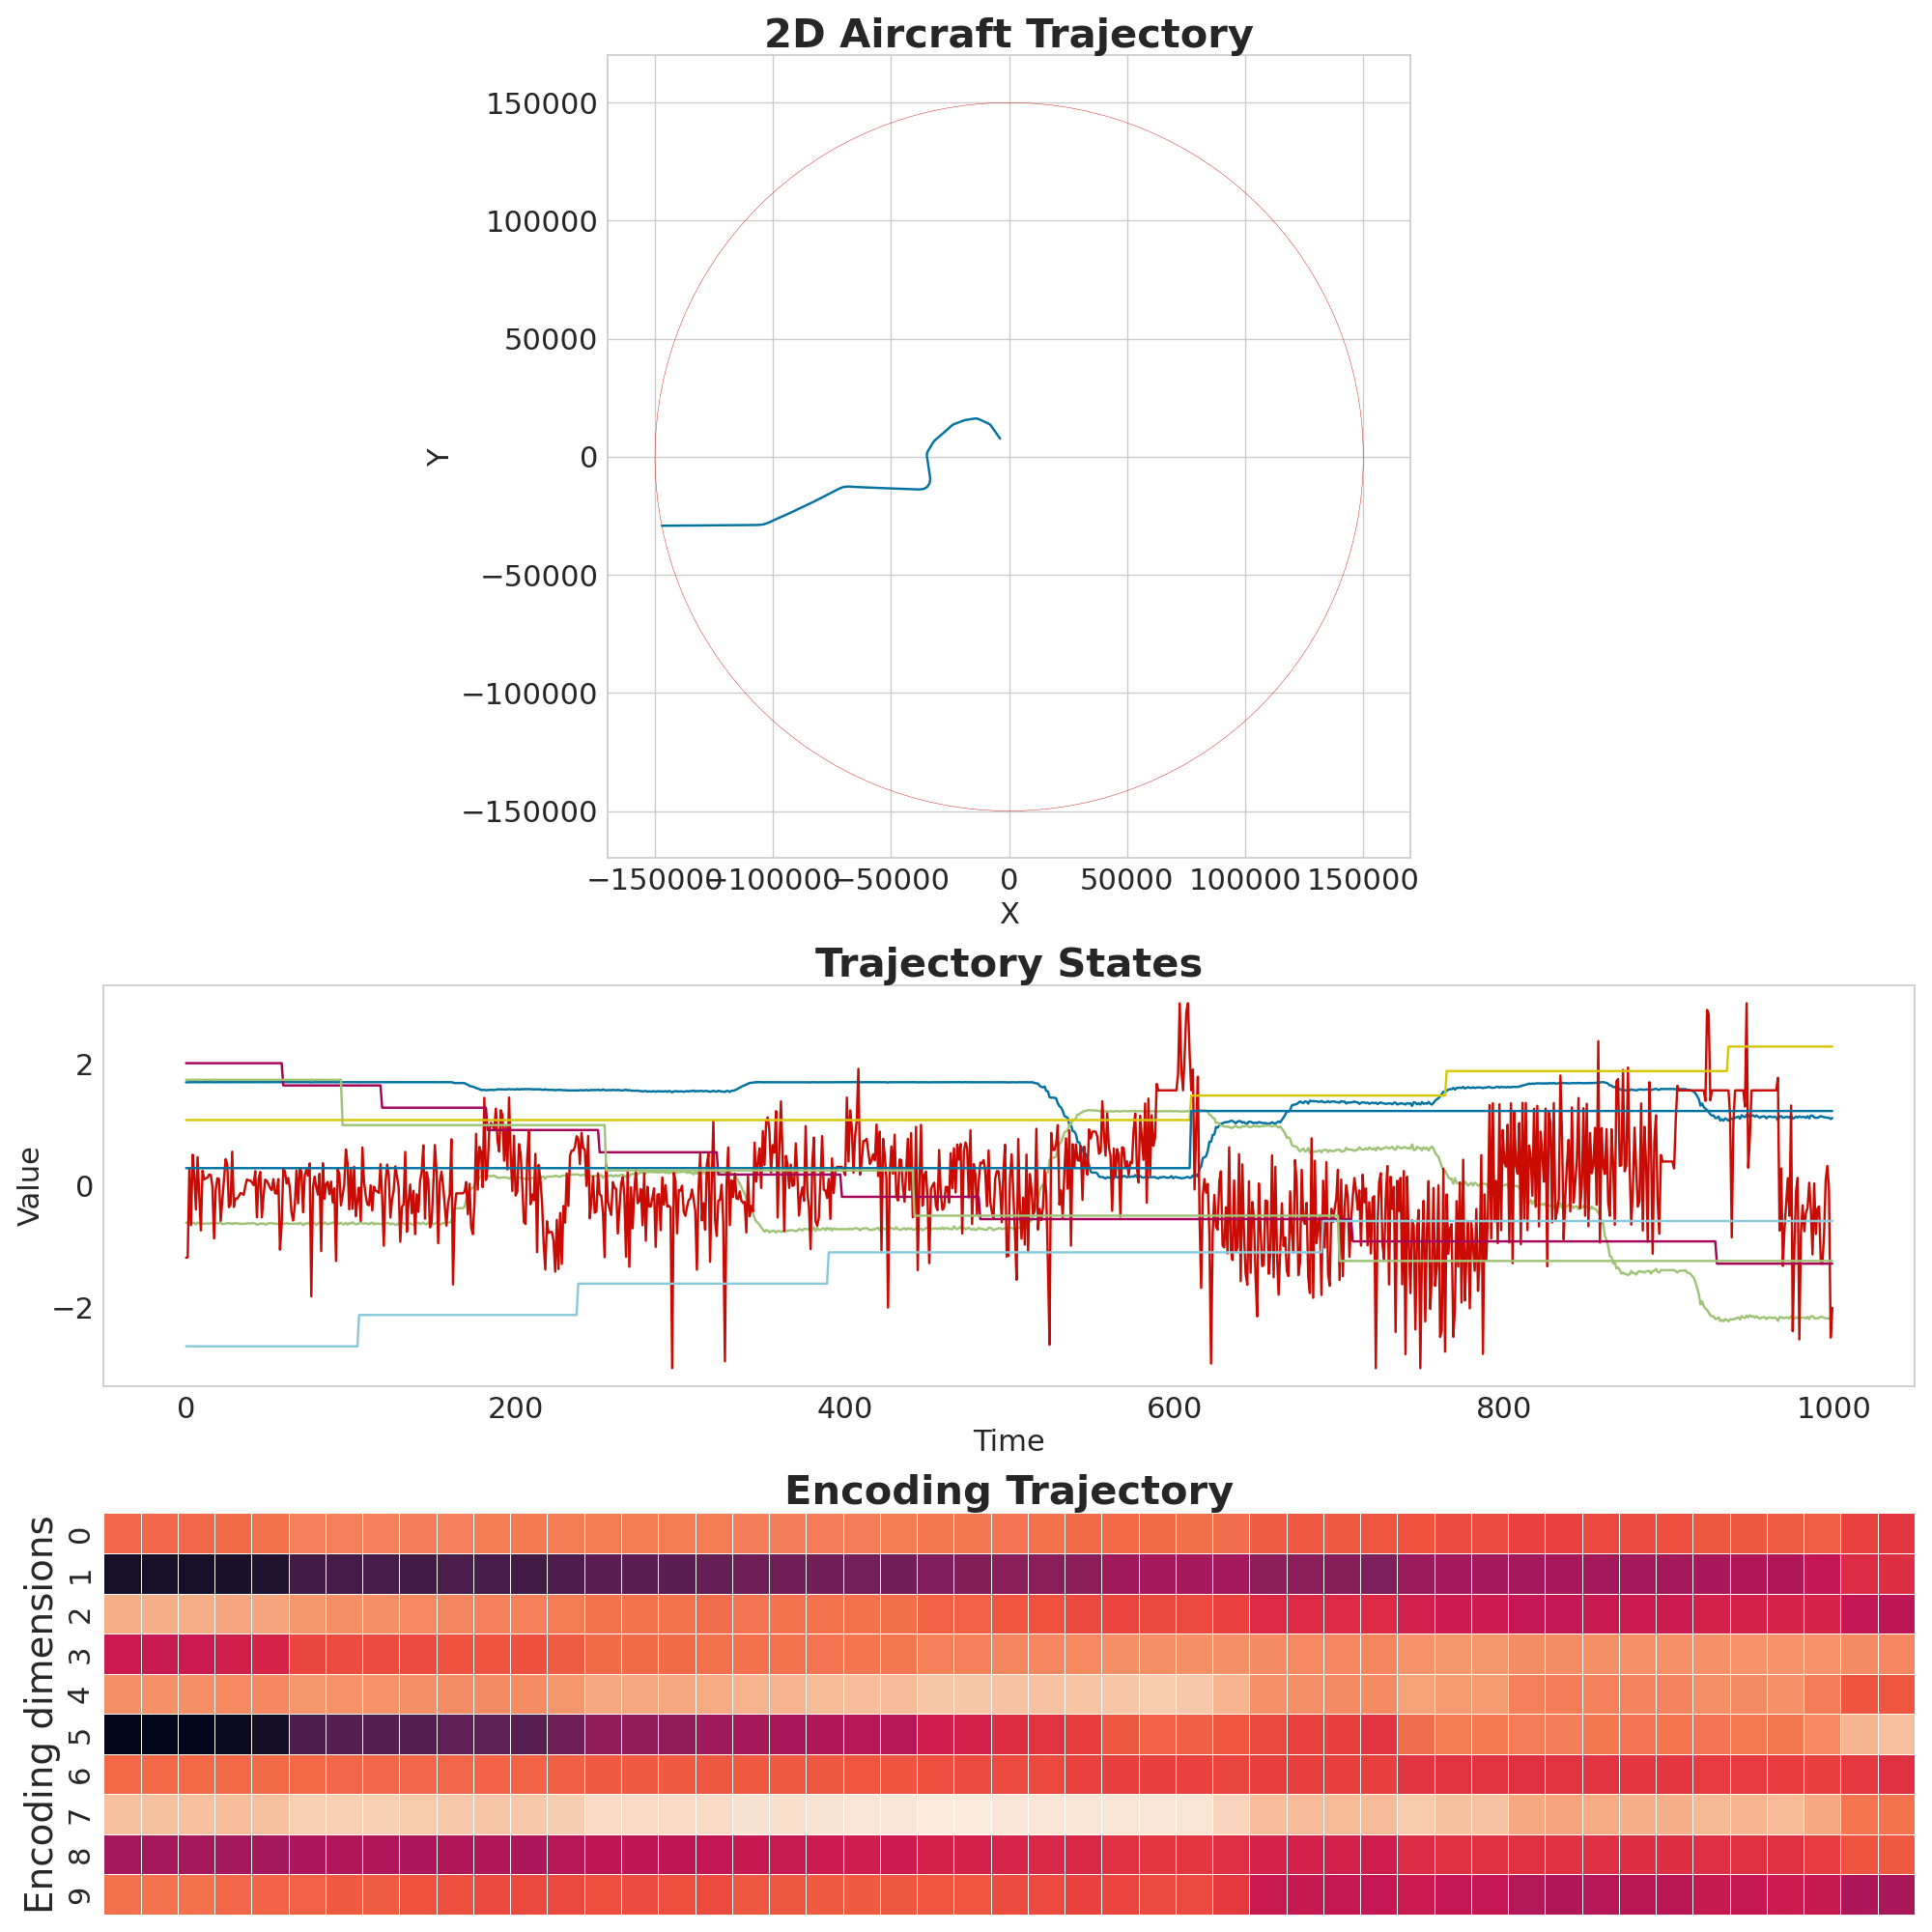 2D Aircraft Trajectory
150000
100000
50000
Y
0
−50000
−100000
−150000
−150000 −100000 −50000 0 50000 100000 150000
X
Trajectory States
2
0
−2
Value
0 200 400 600 800 1000
Time
Encoding Trajectory
Encoding dimensions
0
1
2
3
4
5
6
7
8
9